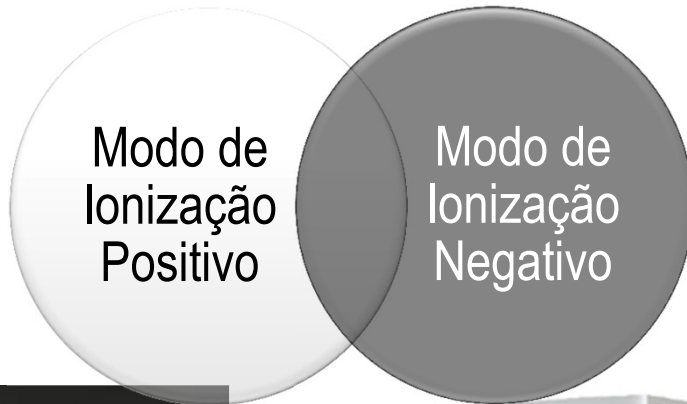 Modo de
Ionização
Positivo
Modo de
Ionização
Negativo